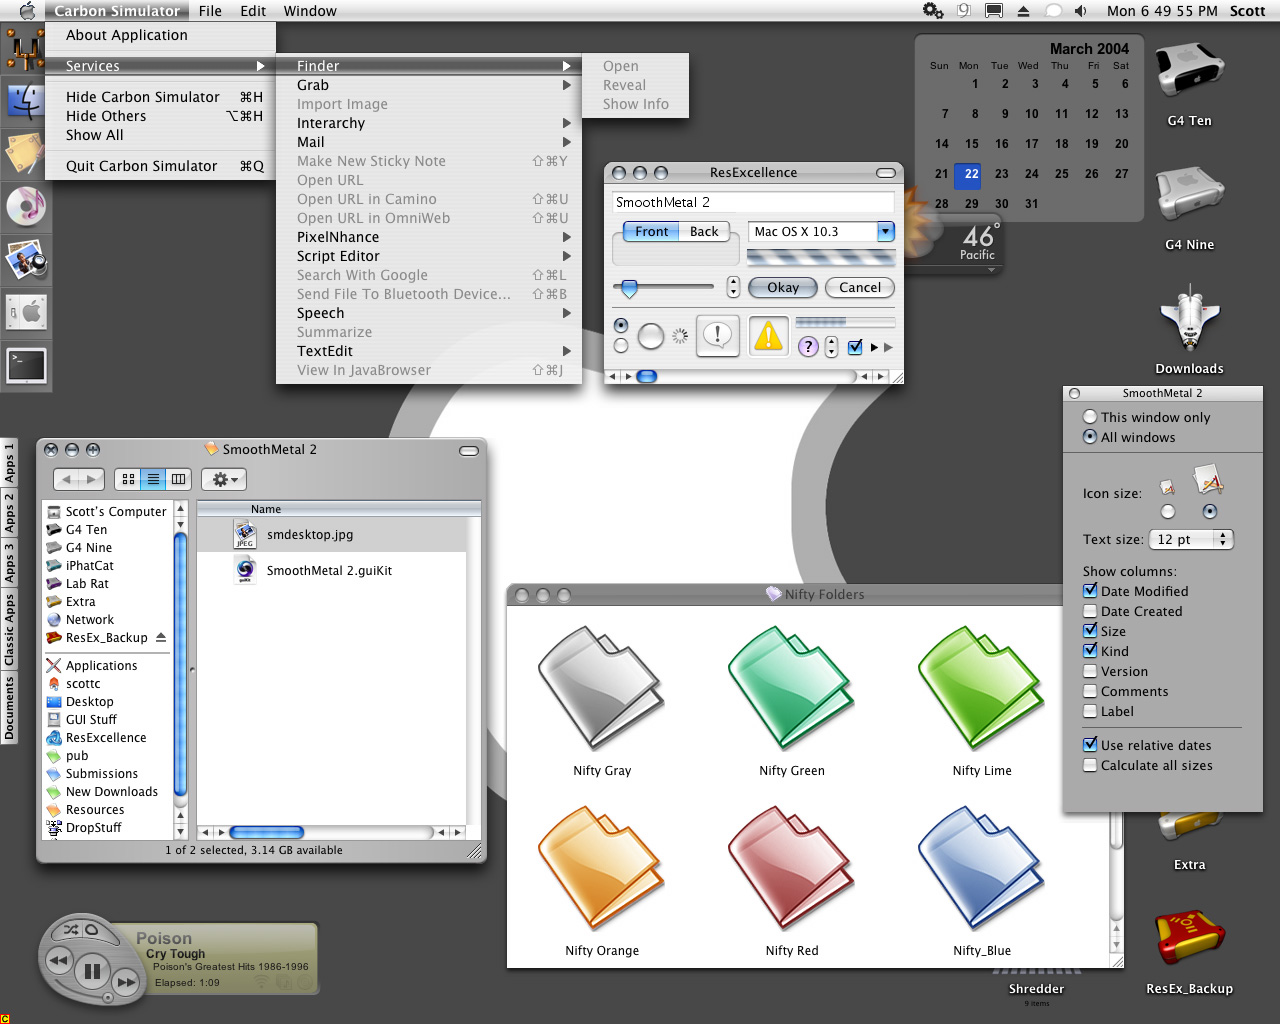 Carbon Simulator File Edit Window
Mon 6 49 55 PM Scott
About Application
Services
Hide Carbon Simulator ⌘H
Hide Others ⌥⌘H
Show All
Quit Carbon Simulator ⌘Q
Finder
Grab
Import Image
Interarchy
Mail
Make New Sticky Note ⇧⌘Y
Open URL
Open URL in Camino ⇧⌘U
Open URL in OmniWeb ⇧⌘U
PixelNhance
Script Editor
Search With Google ⇧⌘L
Send File To Bluetooth Device... ⇧⌘B
Speech
Summarize
TextEdit
View In JavaBrowser ⇧⌘J
Open
Reveal
Show Info
March 2004
Sun Mon Tue Wed Thu Fri Sat
1 2 3 4 5 6
7 8 9 10 11 12 13
14 15 16 17 18 19 20
21 22 23 24 25 26 27
28 29 30 31
46°
Pacific
G4 Ten
G4 Nine
Downloads
Extra
ResEx_Backup
Shredder
9 items
ResExcellence
SmoothMetal 2
Front Back
Mac OS X 10.3
Okay Cancel
?
SmoothMetal 2
This window only
All windows
Icon size:
Text size: 12 pt
Show columns:
Date Modified
Date Created
Size
Kind
Version
Comments
Label
Use relative dates
Calculate all sizes
Apps 1
Apps 2
Apps 3
Classic Apps
Documents
SmoothMetal 2
Scott's Computer
G4 Ten
G4 Nine
iPhatCat
Lab Rat
Extra
Network
ResEx_Backup
Applications
scottc
Desktop
GUI Stuff
ResExcellence
pub
Submissions
New Downloads
Resources
DropStuff
Name
JPEG smdesktop.jpg
guiKit SmoothMetal 2.guiKit
1 of 2 selected, 3.14 GB available
Nifty Folders
Nifty Gray
Nifty Green
Nifty Lime
Nifty Orange
Nifty Red
Nifty_Blue
Poison
Cry Tough
Poison's Greatest Hits 1986-1996
Elapsed: 1:09
C